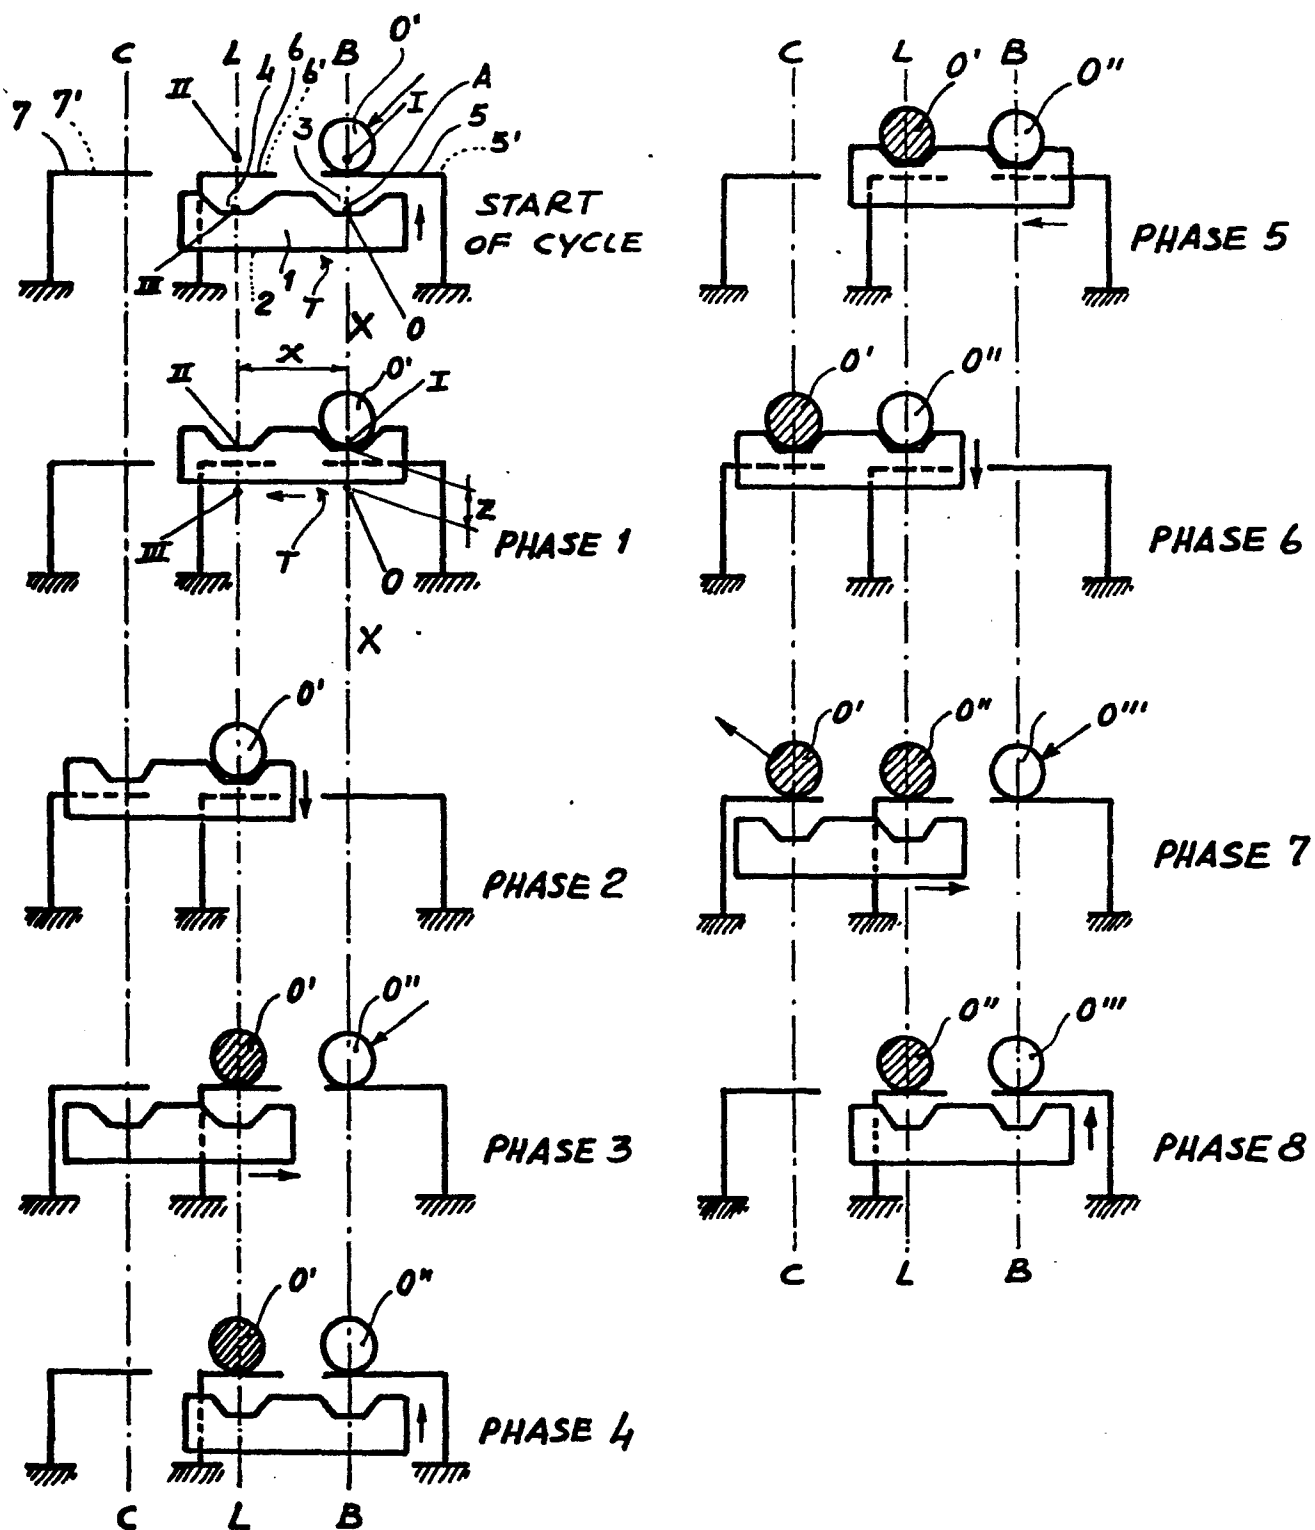 C L B O'
7 7' II 4 6 6' 3 I A 5 5'
START
OF CYCLE
III 2 1 T O
X
x
II O' I
Z
III T O
PHASE 1
X
O'
PHASE 2
O' O''
PHASE 3
O' O''
PHASE 4
C L B
C L B
O' O''
PHASE 5
O' O''
PHASE 6
O' O'' O'''
PHASE 7
O'' O'''
PHASE 8
C L B